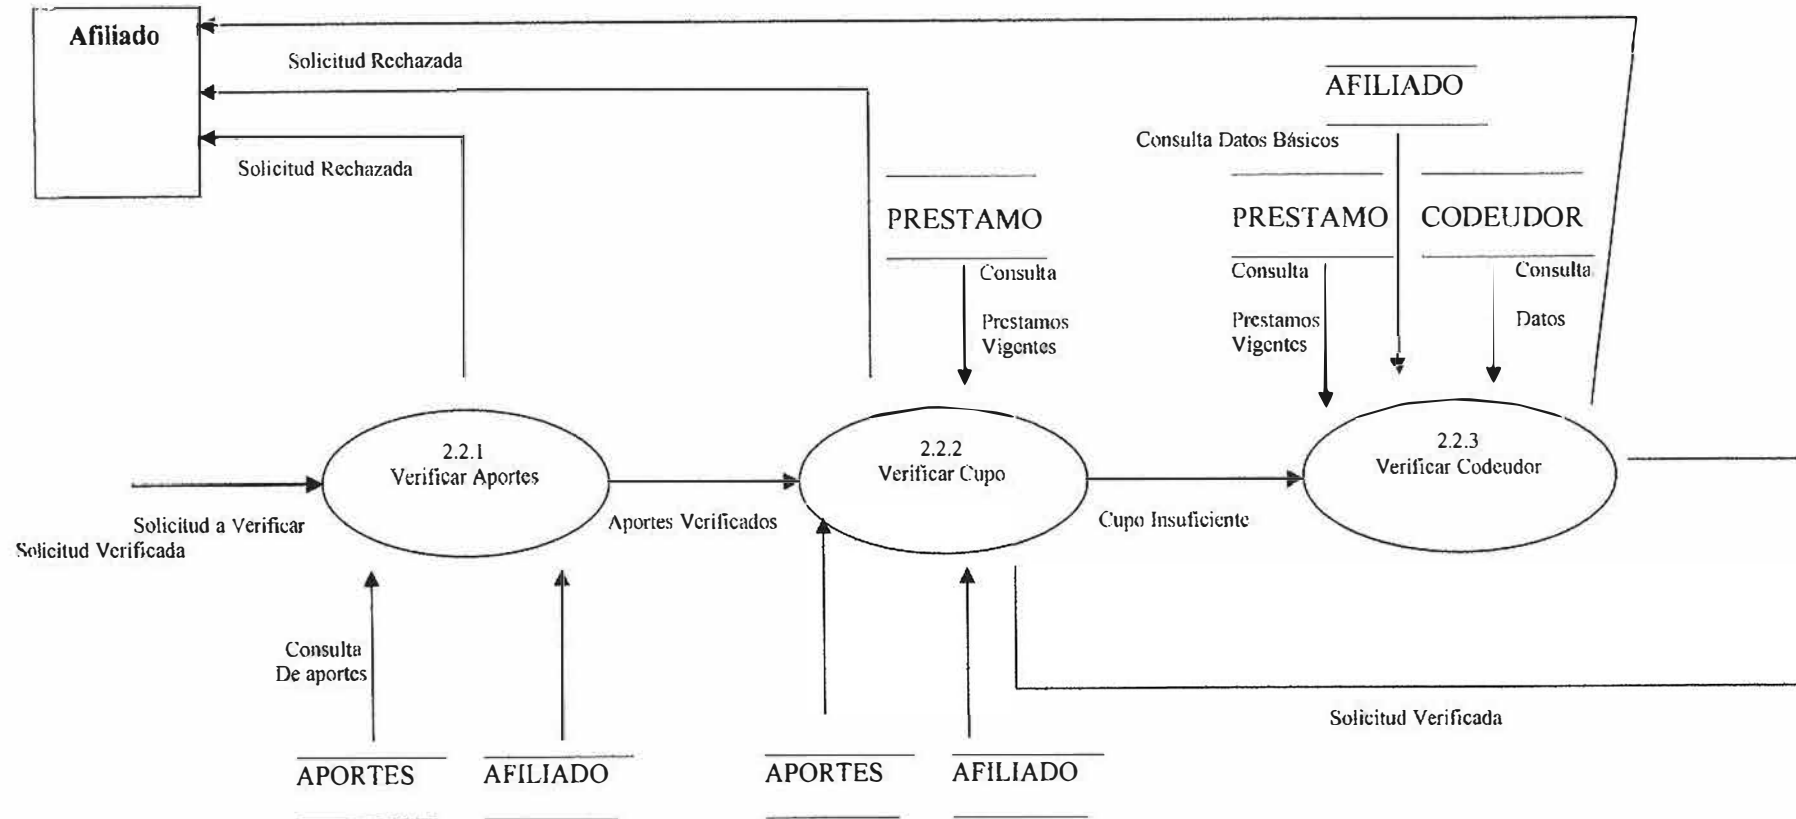 Afiliado
Solicitud Rechazada
AFILIADO
Consulta Datos Básicos
Solicitud Rechazada
PRESTAMO
PRESTAMO
CODEUDOR
Consulta
Prestamos
Vigentes
Consulta
Prestamos
Vigentes
Consulta
Datos
2.2.1
Verificar Aportes
2.2.2
Verificar Cupo
2.2.3
Verificar Codeudor
Solicitud a Verificar
Solicitud Verificada
Aportes Verificados
Cupo Insuficiente
Consulta
De aportes
Solicitud Verificada
APORTES
AFILIADO
APORTES
AFILIADO